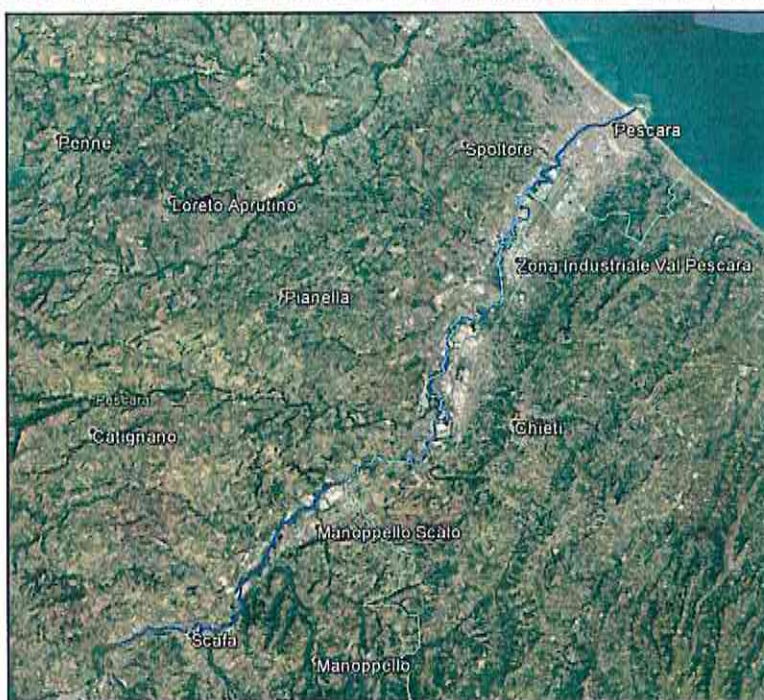 Penne
Spoltore
Pescara
Loreto Aprutino
Zona Industriale Val Pescara
Pianella
Pescara
Catignano
Chieti
Manoppello Scalo
Scafa
Manoppello